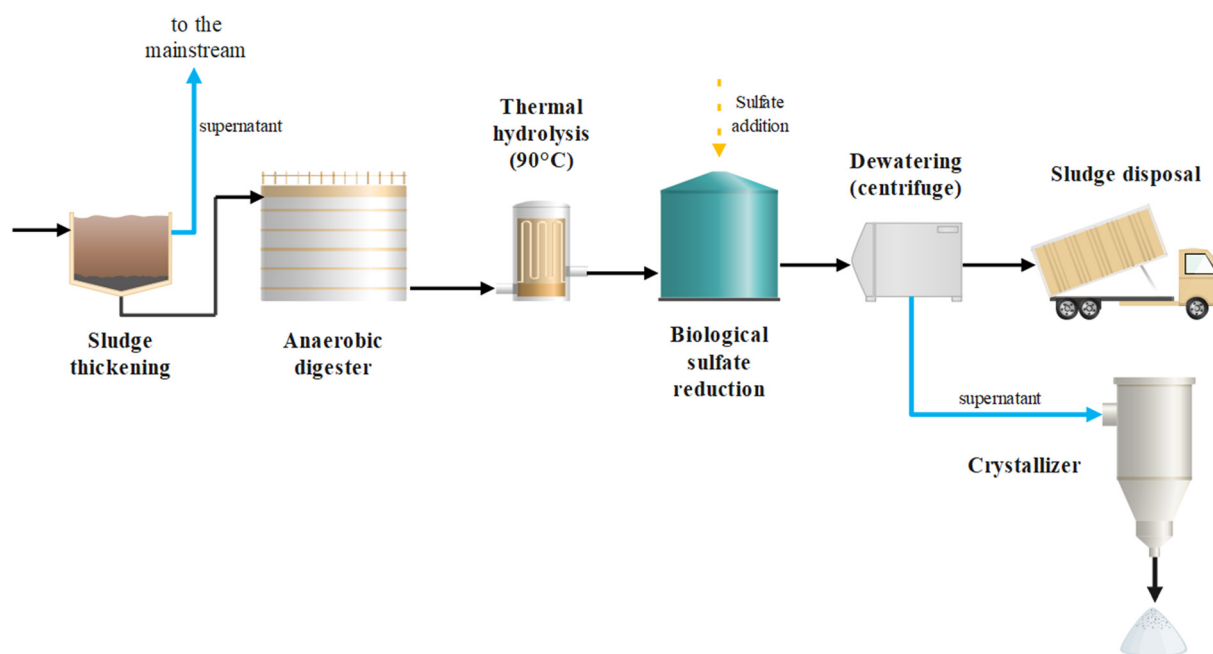 to the
mainstream
supernatant
Sludge
thickening
Anaerobic
digester
Thermal
hydrolysis
(90°C)
Sulfate
addition
Biological
sulfate
reduction
Dewatering
(centrifuge)
Sludge disposal
supernatant
Crystallizer